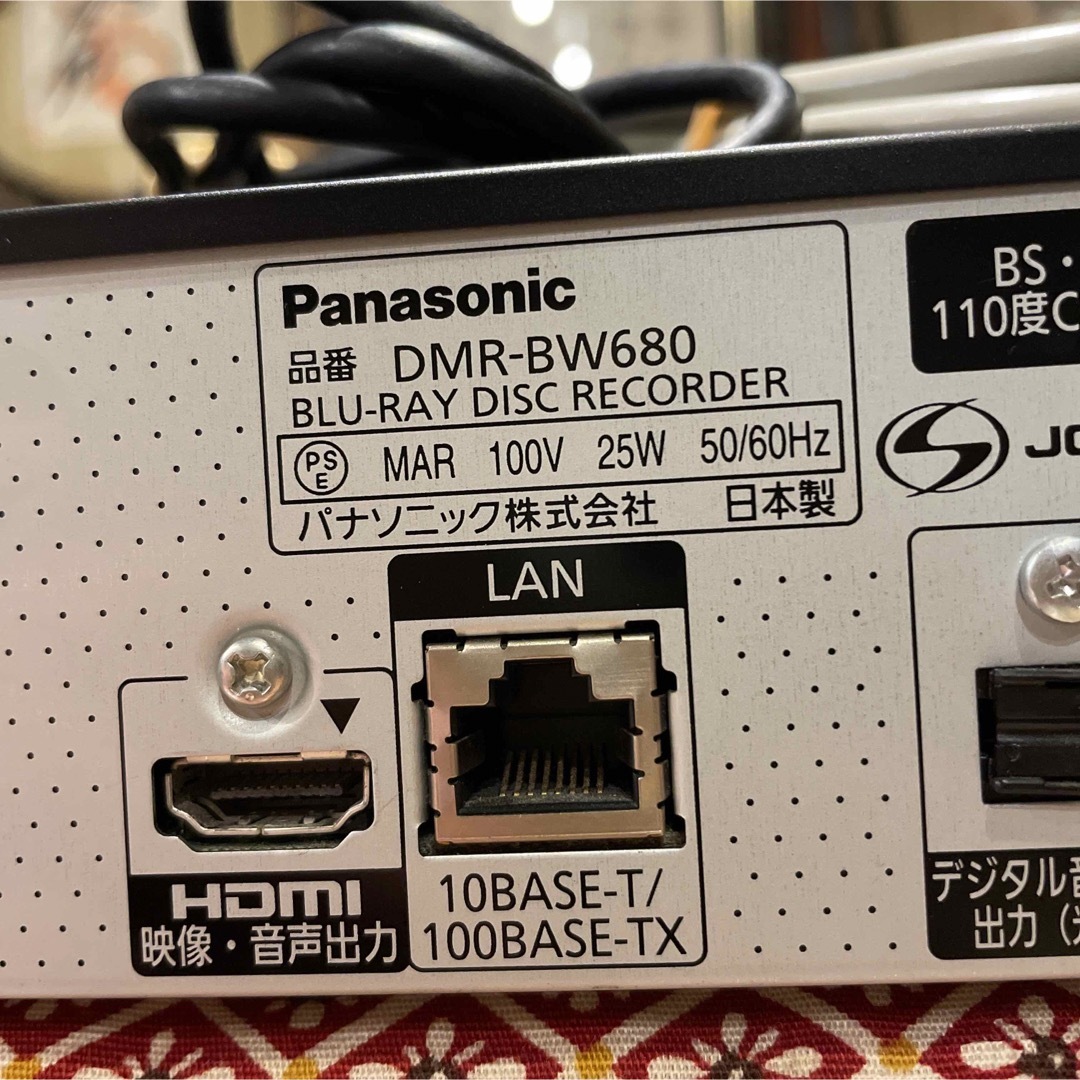 Panasonic
品番 DMR-BW680
BLU-RAY DISC RECORDER
PSE MAR 100V 25W 50/60Hz
パナソニック株式会社 日本製
BS・
110度C
LAN
10BASE-T/
100BASE-TX
HDMI
映像・音声出力
デジタル音
出力（光